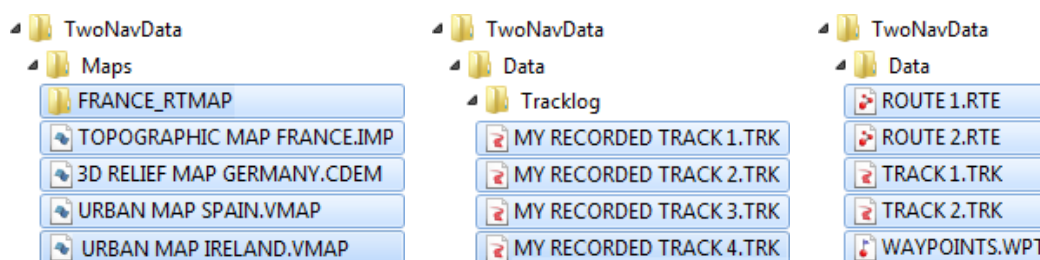 TwoNavData
Maps
FRANCE_RTMAP
TOPOGRAPHIC MAP FRANCE.IMP
3D RELIEF MAP GERMANY.CDEM
URBAN MAP SPAIN.VMAP
URBAN MAP IRELAND.VMAP
TwoNavData
Data
Tracklog
MY RECORDED TRACK 1.TRK
MY RECORDED TRACK 2.TRK
MY RECORDED TRACK 3.TRK
MY RECORDED TRACK 4.TRK
TwoNavData
Data
ROUTE 1.RTE
ROUTE 2.RTE
TRACK 1.TRK
TRACK 2.TRK
WAYPOINTS.WPT